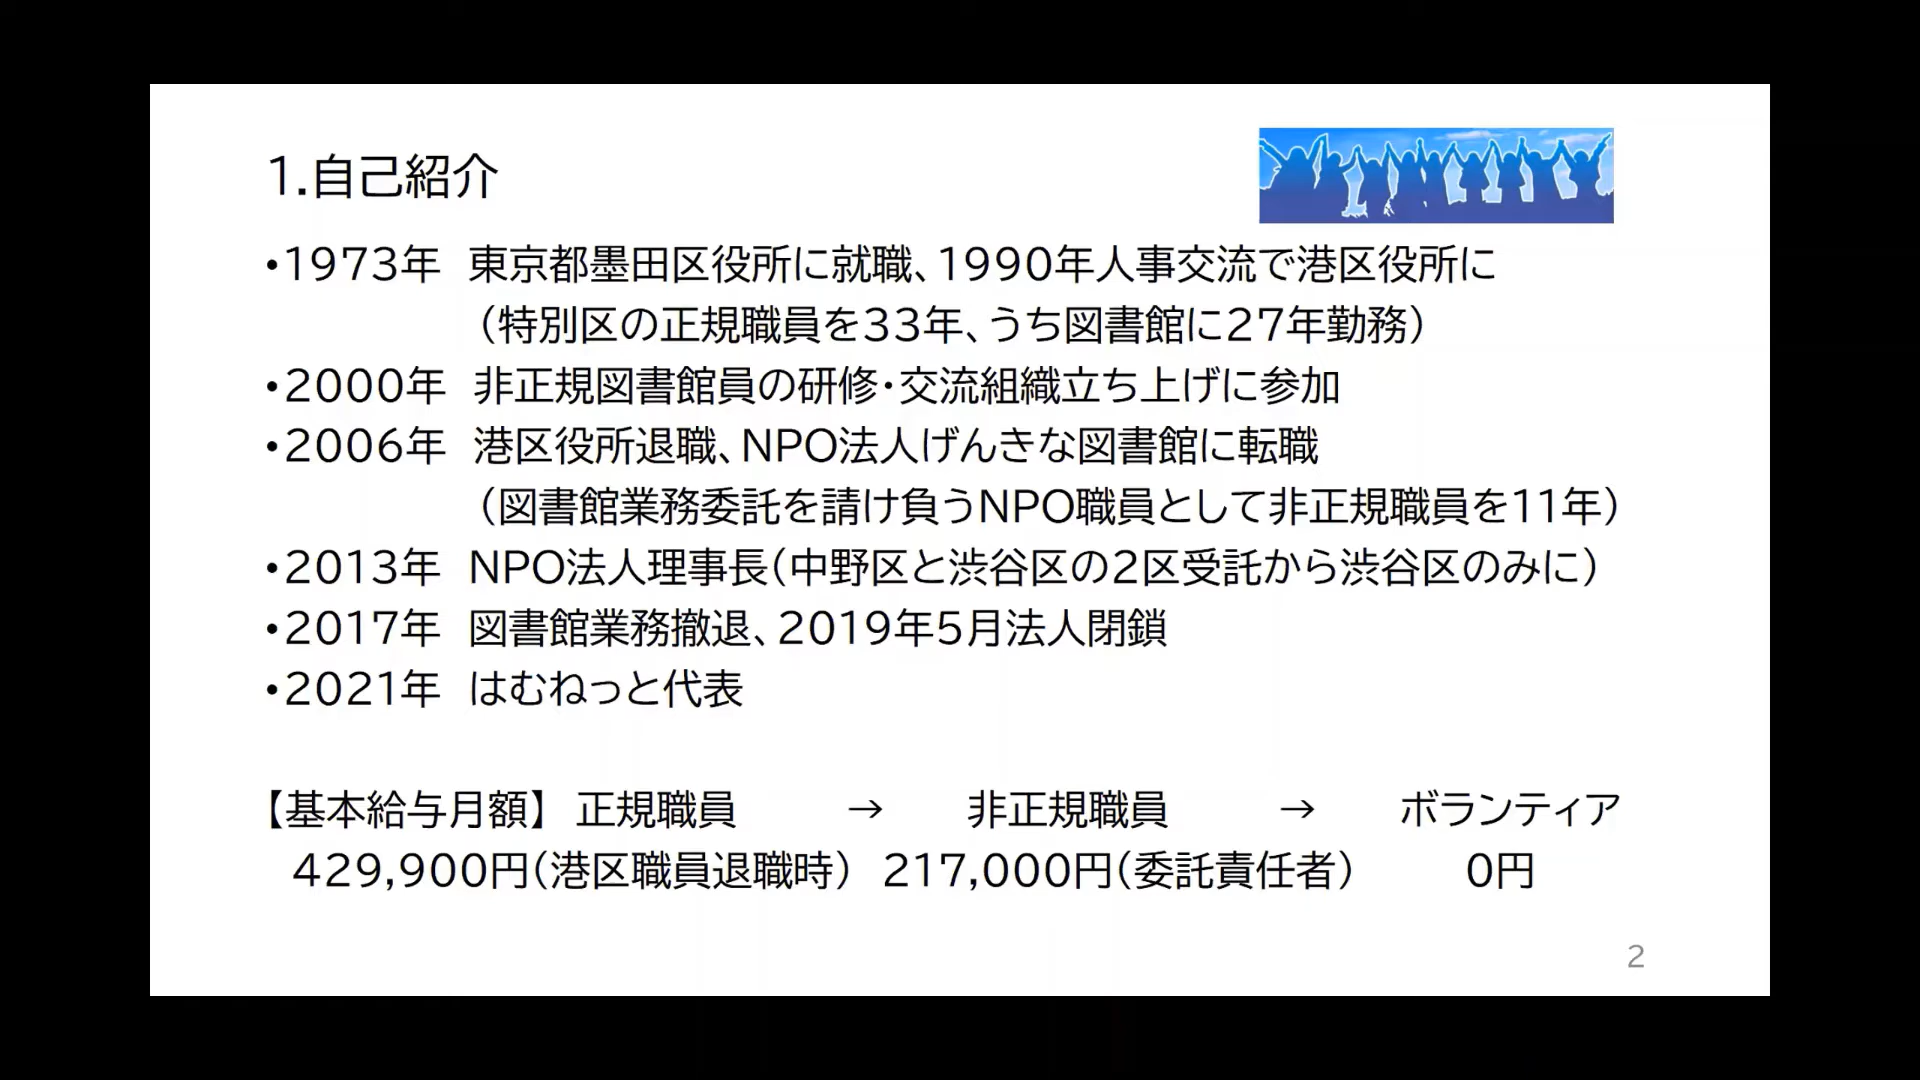 1.自己紹介
•1973年 東京都墨田区役所に就職、1990年人事交流で港区役所に
（特別区の正規職員を33年、うち図書館に27年勤務）
•2000年 非正規図書館員の研修・交流組織立ち上げに参加
•2006年 港区役所退職、NPO法人げんきな図書館に転職
（図書館業務委託を請け負うNPO職員として非正規職員を11年）
•2013年 NPO法人理事長（中野区と渋谷区の2区受託から渋谷区のみに）
•2017年 図書館業務撤退、2019年5月法人閉鎖
•2021年 はむねっと代表
【基本給与月額】 正規職員 → 非正規職員 → ボランティア
429,900円（港区職員退職時） 217,000円（委託責任者） 0円
2